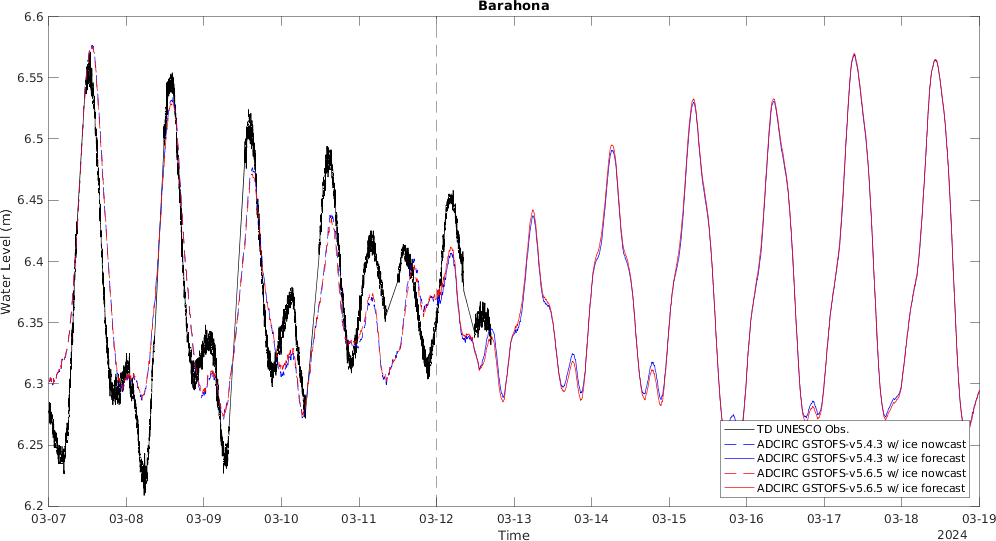 Barahona
6.6
6.55
6.5
6.45
6.4
6.35
6.3
6.25
6.2
Water Level (m)
03-07 03-08 03-09 03-10 03-11 03-12 03-13 03-14 03-15 03-16 03-17 03-18 03-19
Time
2024
TD UNESCO Obs.
ADCIRC GSTOFS-v5.4.3 w/ ice nowcast
ADCIRC GSTOFS-v5.4.3 w/ ice forecast
ADCIRC GSTOFS-v5.6.5 w/ ice nowcast
ADCIRC GSTOFS-v5.6.5 w/ ice forecast